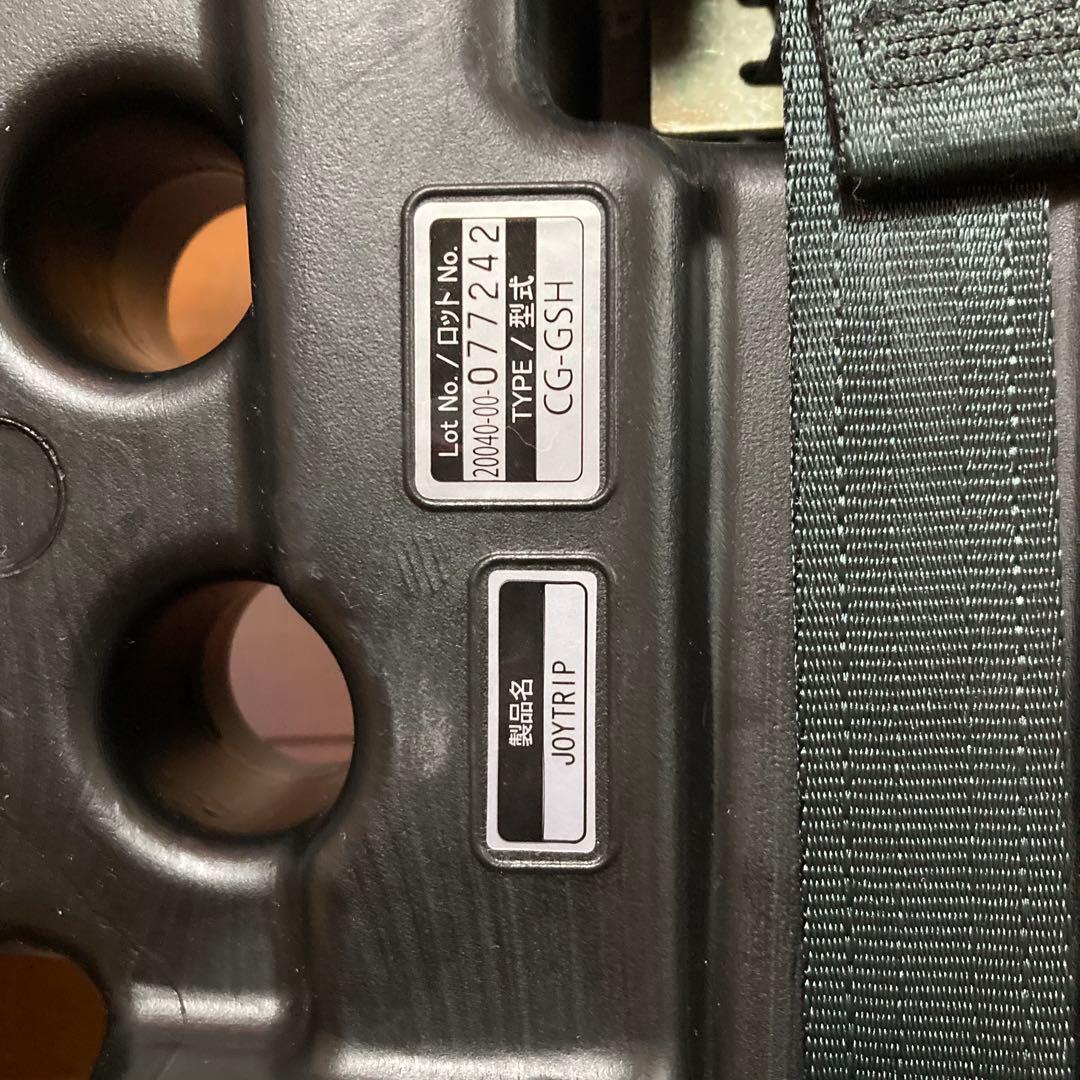 Lot No. / ロット No.
20040-00-077242
TYPE / 型式
CG-GSH
製品名
JOYTRIP